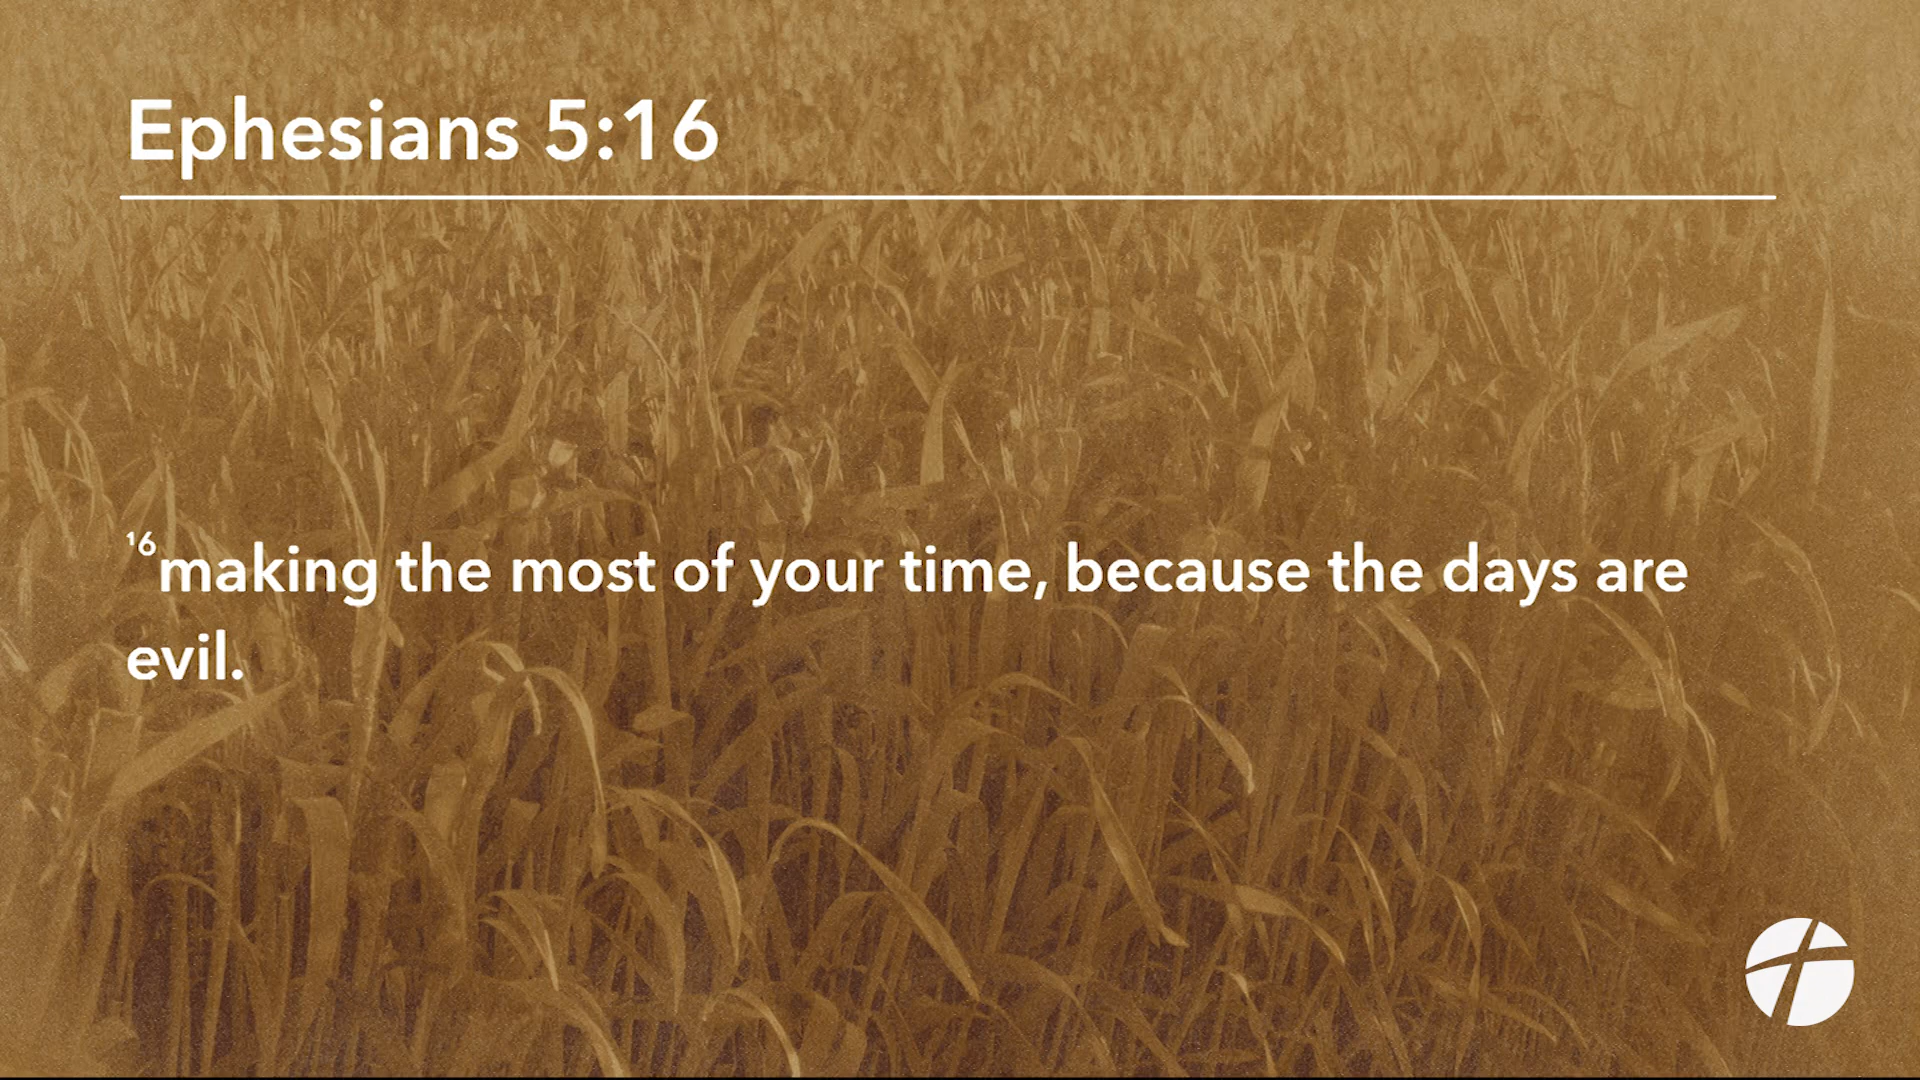 Ephesians 5:16
¹⁶making the most of your time, because the days are
evil.